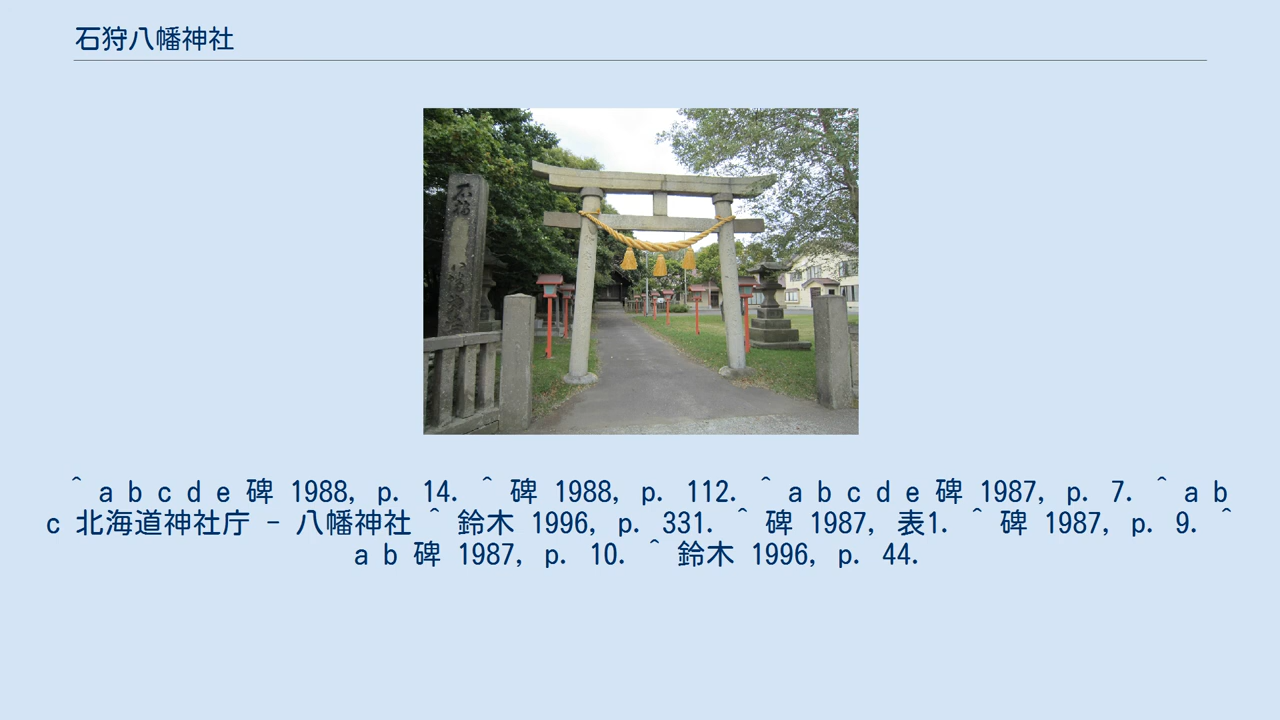 石狩八幡神社
^ a b c d e 碑 1988, p. 14. ^ 碑 1988, p. 112. ^ a b c d e 碑 1987, p. 7. ^ a b
c 北海道神社庁 - 八幡神社 ^ 鈴木 1996, p. 331. ^ 碑 1987, 表1. ^ 碑 1987, p. 9. ^
a b 碑 1987, p. 10. ^ 鈴木 1996, p. 44.